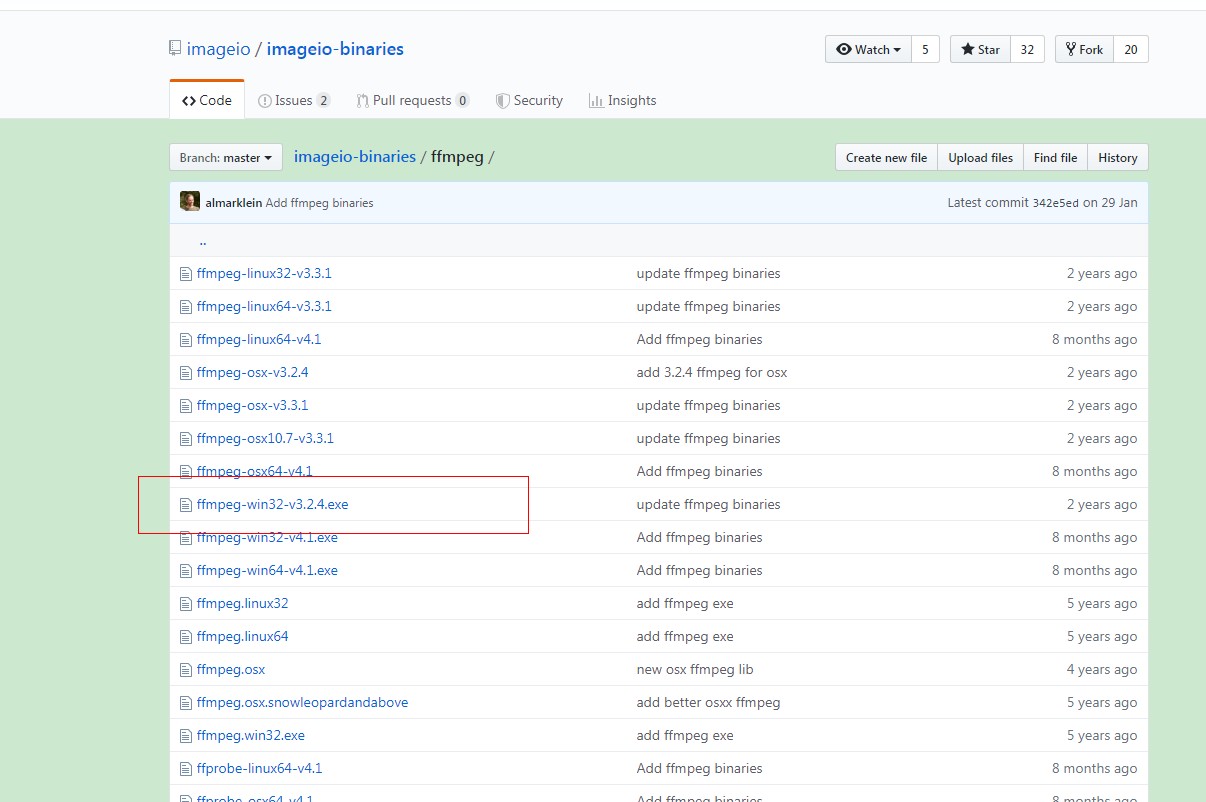 imageio / imageio-binaries
Watch 5 Star 32 Fork 20
Code Issues 2 Pull requests 0 Security Insights
Branch: master imageio-binaries / ffmpeg / Create new file Upload files Find file History
almarklein Add ffmpeg binaries Latest commit 342e5ed on 29 Jan
..
ffmpeg-linux32-v3.3.1 update ffmpeg binaries 2 years ago
ffmpeg-linux64-v3.3.1 update ffmpeg binaries 2 years ago
ffmpeg-linux64-v4.1 Add ffmpeg binaries 8 months ago
ffmpeg-osx-v3.2.4 add 3.2.4 ffmpeg for osx 2 years ago
ffmpeg-osx-v3.3.1 update ffmpeg binaries 2 years ago
ffmpeg-osx10.7-v3.3.1 update ffmpeg binaries 2 years ago
ffmpeg-osx64-v4.1 Add ffmpeg binaries 8 months ago
ffmpeg-win32-v3.2.4.exe update ffmpeg binaries 2 years ago
ffmpeg-win32-v4.1.exe Add ffmpeg binaries 8 months ago
ffmpeg-win64-v4.1.exe Add ffmpeg binaries 8 months ago
ffmpeg.linux32 add ffmpeg exe 5 years ago
ffmpeg.linux64 add ffmpeg exe 5 years ago
ffmpeg.osx new osx ffmpeg lib 4 years ago
ffmpeg.osx.snowleopardandabove add better osxx ffmpeg 5 years ago
ffmpeg.win32.exe add ffmpeg exe 5 years ago
ffprobe-linux64-v4.1 Add ffmpeg binaries 8 months ago
ffprobe-osx64-v4.1 Add ffmpeg binaries 8 months ago